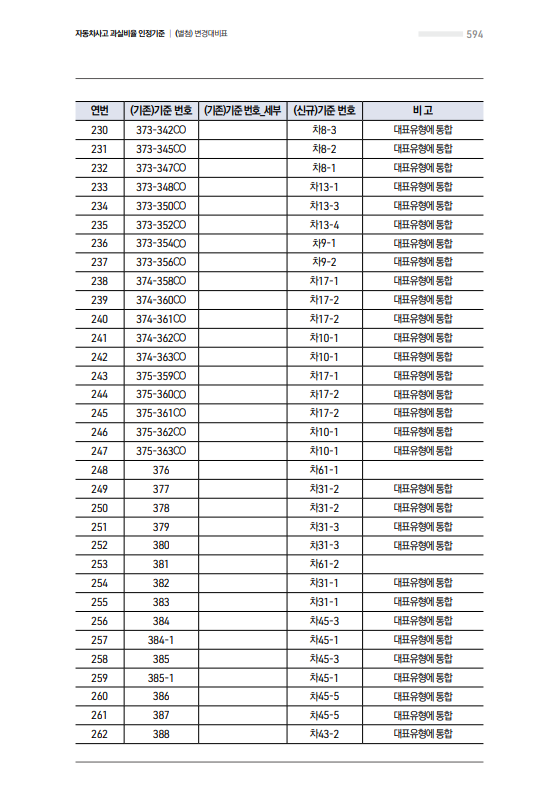 자동차사고 과실비율 인정기준 | (별첨) 변경대비표 594
연번 (기존)기준 번호 (기존)기준 번호_세부 (신규)기준 번호 비 고
230 373-342CO 차8-3 대표유형에 통합
231 373-345CO 차8-2 대표유형에 통합
232 373-347CO 차8-1 대표유형에 통합
233 373-348CO 차13-1 대표유형에 통합
234 373-350CO 차13-3 대표유형에 통합
235 373-352CO 차13-4 대표유형에 통합
236 373-354CO 차9-1 대표유형에 통합
237 373-356CO 차9-2 대표유형에 통합
238 374-358CO 차17-1 대표유형에 통합
239 374-360CO 차17-2 대표유형에 통합
240 374-361CO 차17-2 대표유형에 통합
241 374-362CO 차10-1 대표유형에 통합
242 374-363CO 차10-1 대표유형에 통합
243 375-359CO 차17-1 대표유형에 통합
244 375-360CO 차17-2 대표유형에 통합
245 375-361CO 차17-2 대표유형에 통합
246 375-362CO 차10-1 대표유형에 통합
247 375-363CO 차10-1 대표유형에 통합
248 376 차61-1
249 377 차31-2 대표유형에 통합
250 378 차31-2 대표유형에 통합
251 379 차31-3 대표유형에 통합
252 380 차31-3 대표유형에 통합
253 381 차61-2
254 382 차31-1 대표유형에 통합
255 383 차31-1 대표유형에 통합
256 384 차45-3 대표유형에 통합
257 384-1 차45-1 대표유형에 통합
258 385 차45-3 대표유형에 통합
259 385-1 차45-1 대표유형에 통합
260 386 차45-5 대표유형에 통합
261 387 차45-5 대표유형에 통합
262 388 차43-2 대표유형에 통합